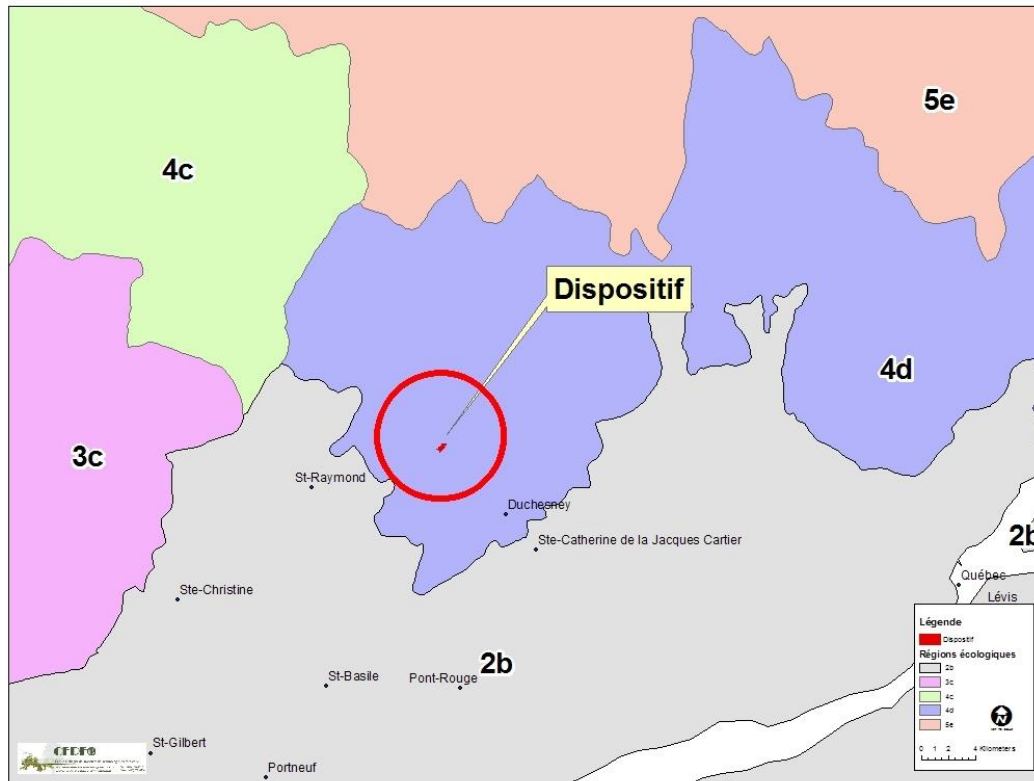 5e
4c
Dispositif
4d
3c
St-Raymond
Duchesney
Ste-Catherine de la Jacques Cartier
2b
Québec
Ste-Christine
Lévis
2b
St-Basile
Pont-Rouge
St-Gilbert
Portneuf
Légende
Dispositif
Régions écologiques
2b
3c
4c
4d
5e
N
0 1 2 4 Kilometers
CERFO